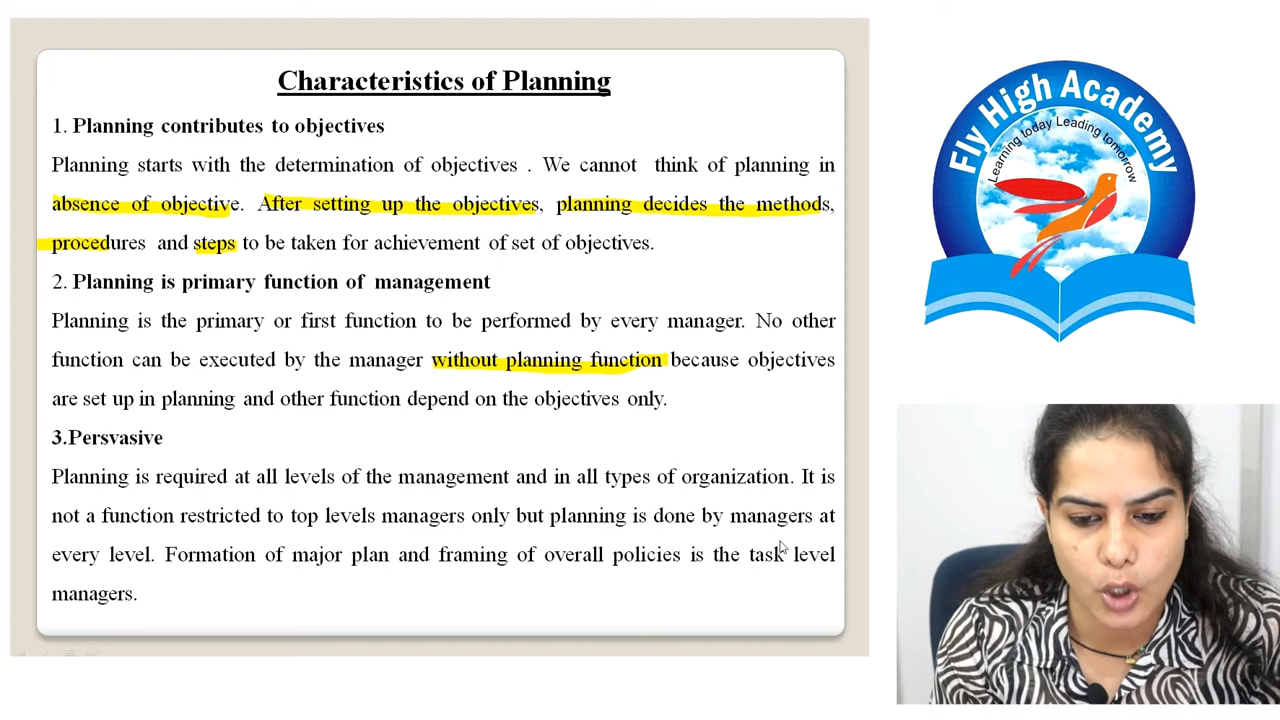 Characteristics of Planning
1. Planning contributes to objectives
Planning starts with the determination of objectives . We cannot think of planning in
absence of objective. After setting up the objectives, planning decides the methods,
procedures and steps to be taken for achievement of set of objectives.
2. Planning is primary function of management
Planning is the primary or first function to be performed by every manager. No other
function can be executed by the manager without planning function because objectives
are set up in planning and other function depend on the objectives only.
3.Persvasive
Planning is required at all levels of the management and in all types of organization. It is
not a function restricted to top levels managers only but planning is done by managers at
every level. Formation of major plan and framing of overall policies is the task level
managers.
Fly High Academy
Learning today Leading tomorrow